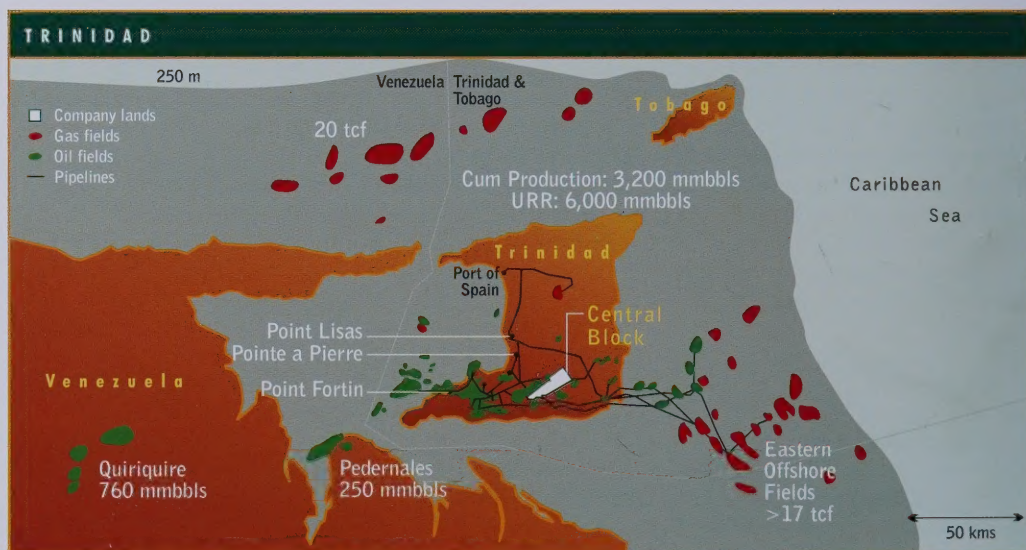 TRINIDAD
250 m
Venezuela
Trinidad &
Tobago
Tobago
Company lands
Gas fields
Oil fields
Pipelines
20 tcf
Cum Production: 3,200 mmbbls
URR: 6,000 mmbbls
Caribbean
Sea
Trinidad
Port of
Spain
Central
Block
Point Lisas
Pointe a Pierre
Point Fortin
Venezuela
Quiriquire
760 mmbbls
Pedernales
250 mmbbls
Eastern
Offshore
Fields
>17 tcf
50 kms